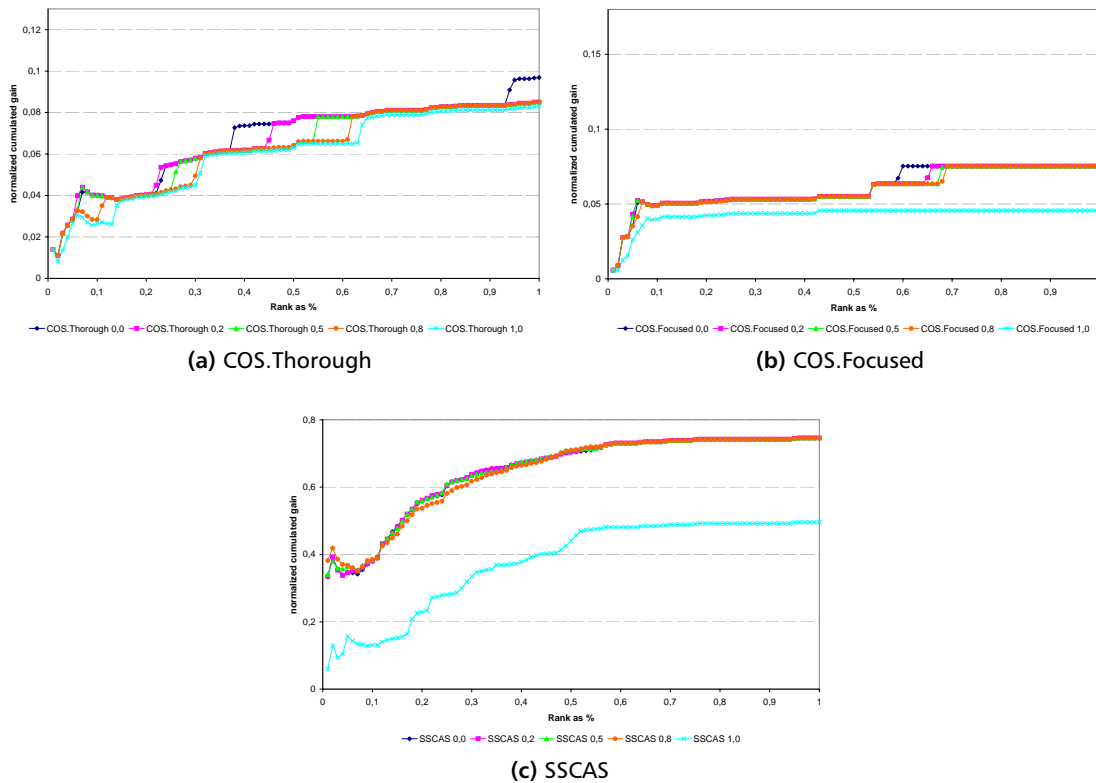 0,12
0,1
0,08
0,06
0,04
0,02
0
normalized cumulated gain
0 0,1 0,2 0,3 0,4 0,5 0,6 0,7 0,8 0,9 1
Rank as %
COS.Thorough 0,0 COS.Thorough 0,2 COS.Thorough 0,5 COS.Thorough 0,8 COS.Thorough 1,0
(a) COS.Thorough
0,15
0,1
0,05
0
normalized cumulated gain
0 0,1 0,2 0,3 0,4 0,5 0,6 0,7 0,8 0,9
Rank as %
COS.Focused 0,0 COS.Focused 0,2 COS.Focused 0,5 COS.Focused 0,8 COS.Focused 1,0
(b) COS.Focused
0,8
0,6
0,4
0,2
0
normalized cumulated gain
0 0,1 0,2 0,3 0,4 0,5 0,6 0,7 0,8 0,9 1
Rank as %
SSCAS 0,0 SSCAS 0,2 SSCAS 0,5 SSCAS 0,8 SSCAS 1,0
(c) SSCAS